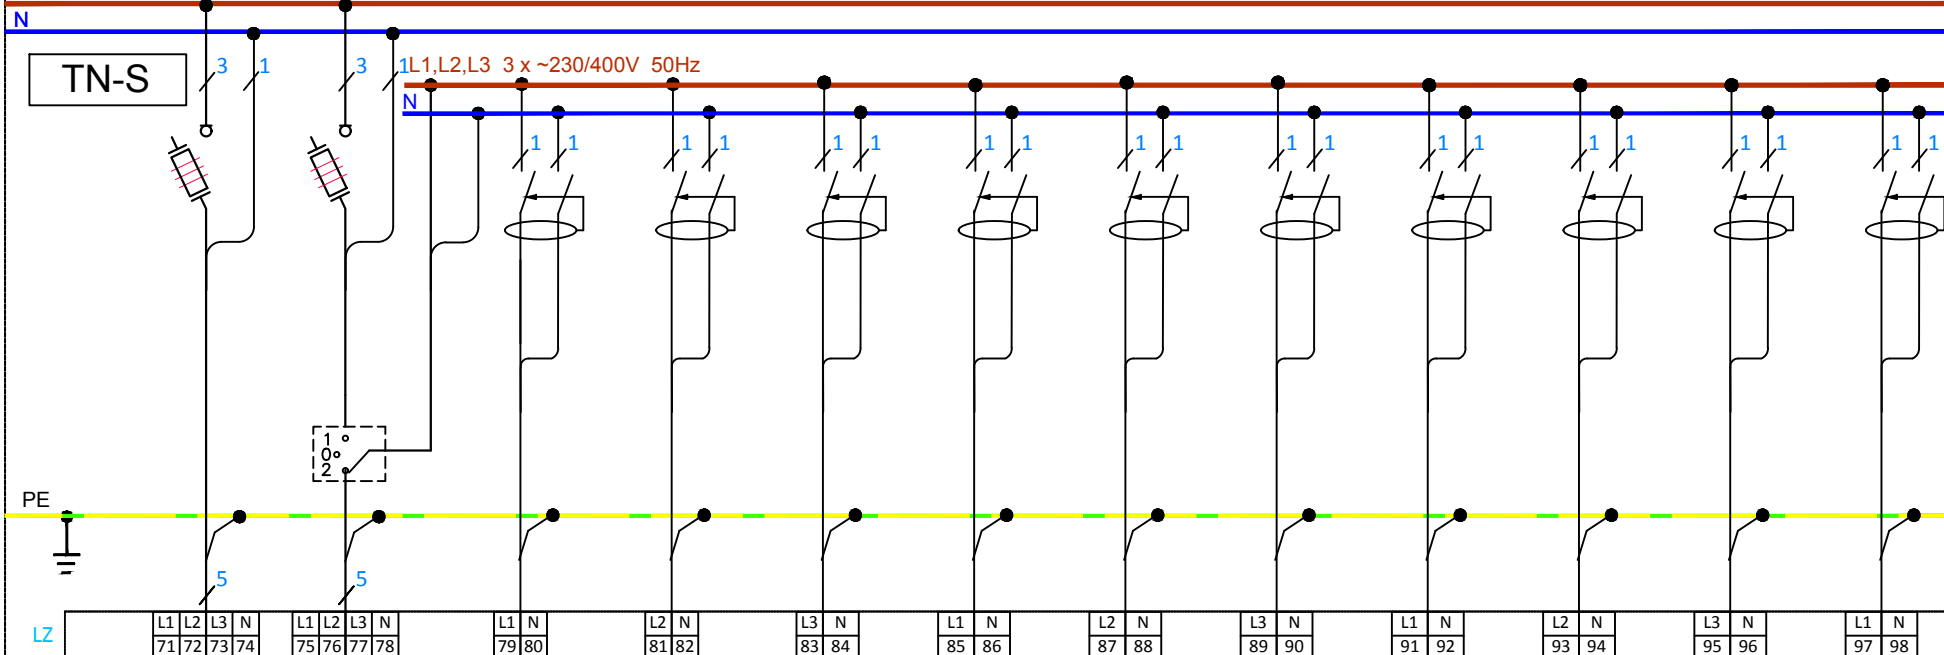 N
TN-S
3 1 3 1
L1,L2,L3 3 x ~230/400V 50Hz
N
1 1 1 1 1 1 1 1 1 1 1 1 1 1 1 1 1 1 1 1
1
0
2
PE
5 5
L1 L2 L3 N L1 L2 L3 N L1 N L2 N L3 N L1 N L2 N L3 N L1 N L2 N L3 N L1 N
LZ
71 72 73 74 75 76 77 78 79 80 81 82 83 84 85 86 87 88 89 90 91 92 93 94 95 96 97 98